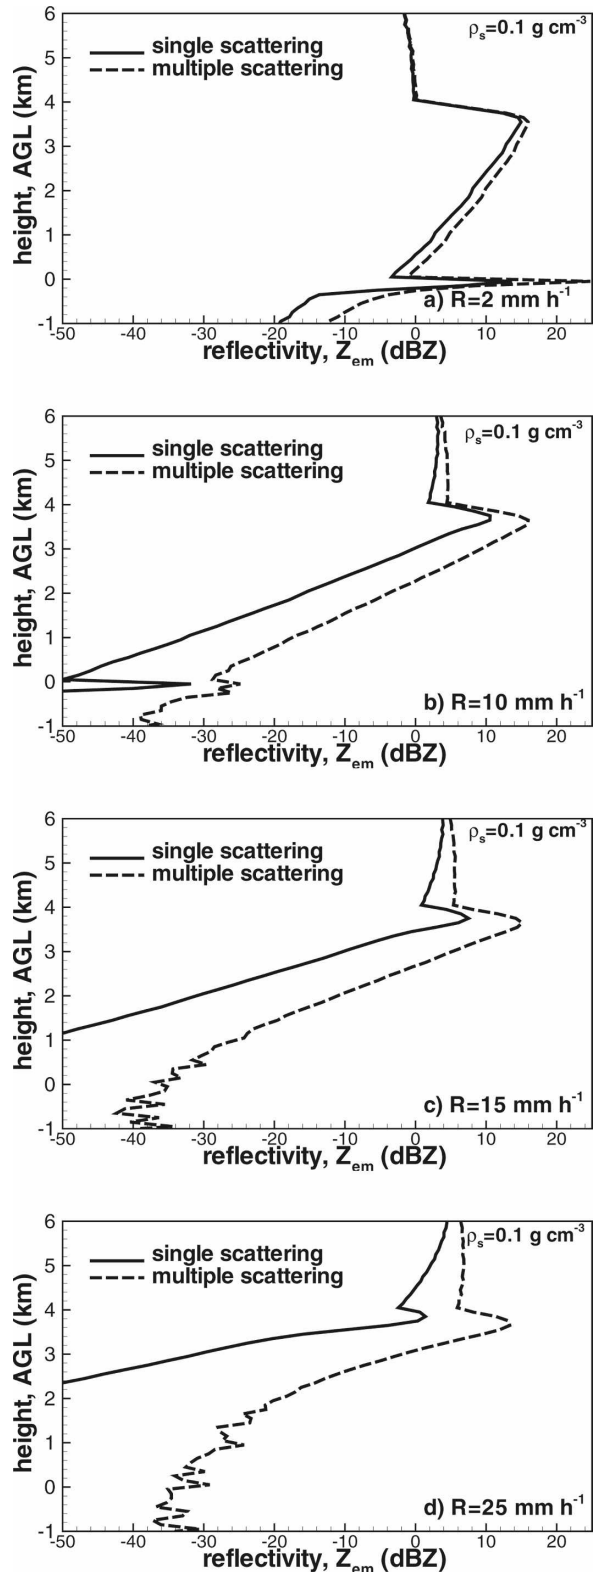 6
ρs=0.1 g cm-3
single scattering
multiple scattering
5
4
3
2
1
0
-1
height, AGL (km)
a) R=2 mm h-1
-50 -40 -30 -20 -10 0 10 20
reflectivity, Zem (dBZ)
6
ρs=0.1 g cm-3
single scattering
multiple scattering
5
4
3
2
1
0
-1
height, AGL (km)
b) R=10 mm h-1
-50 -40 -30 -20 -10 0 10 20
reflectivity, Zem (dBZ)
6
ρs=0.1 g cm-3
single scattering
multiple scattering
5
4
3
2
1
0
-1
height, AGL (km)
c) R=15 mm h-1
-50 -40 -30 -20 -10 0 10 20
reflectivity, Zem (dBZ)
6
ρs=0.1 g cm-3
single scattering
multiple scattering
5
4
3
2
1
0
-1
height, AGL (km)
d) R=25 mm h-1
-50 -40 -30 -20 -10 0 10 20
reflectivity, Zem (dBZ)